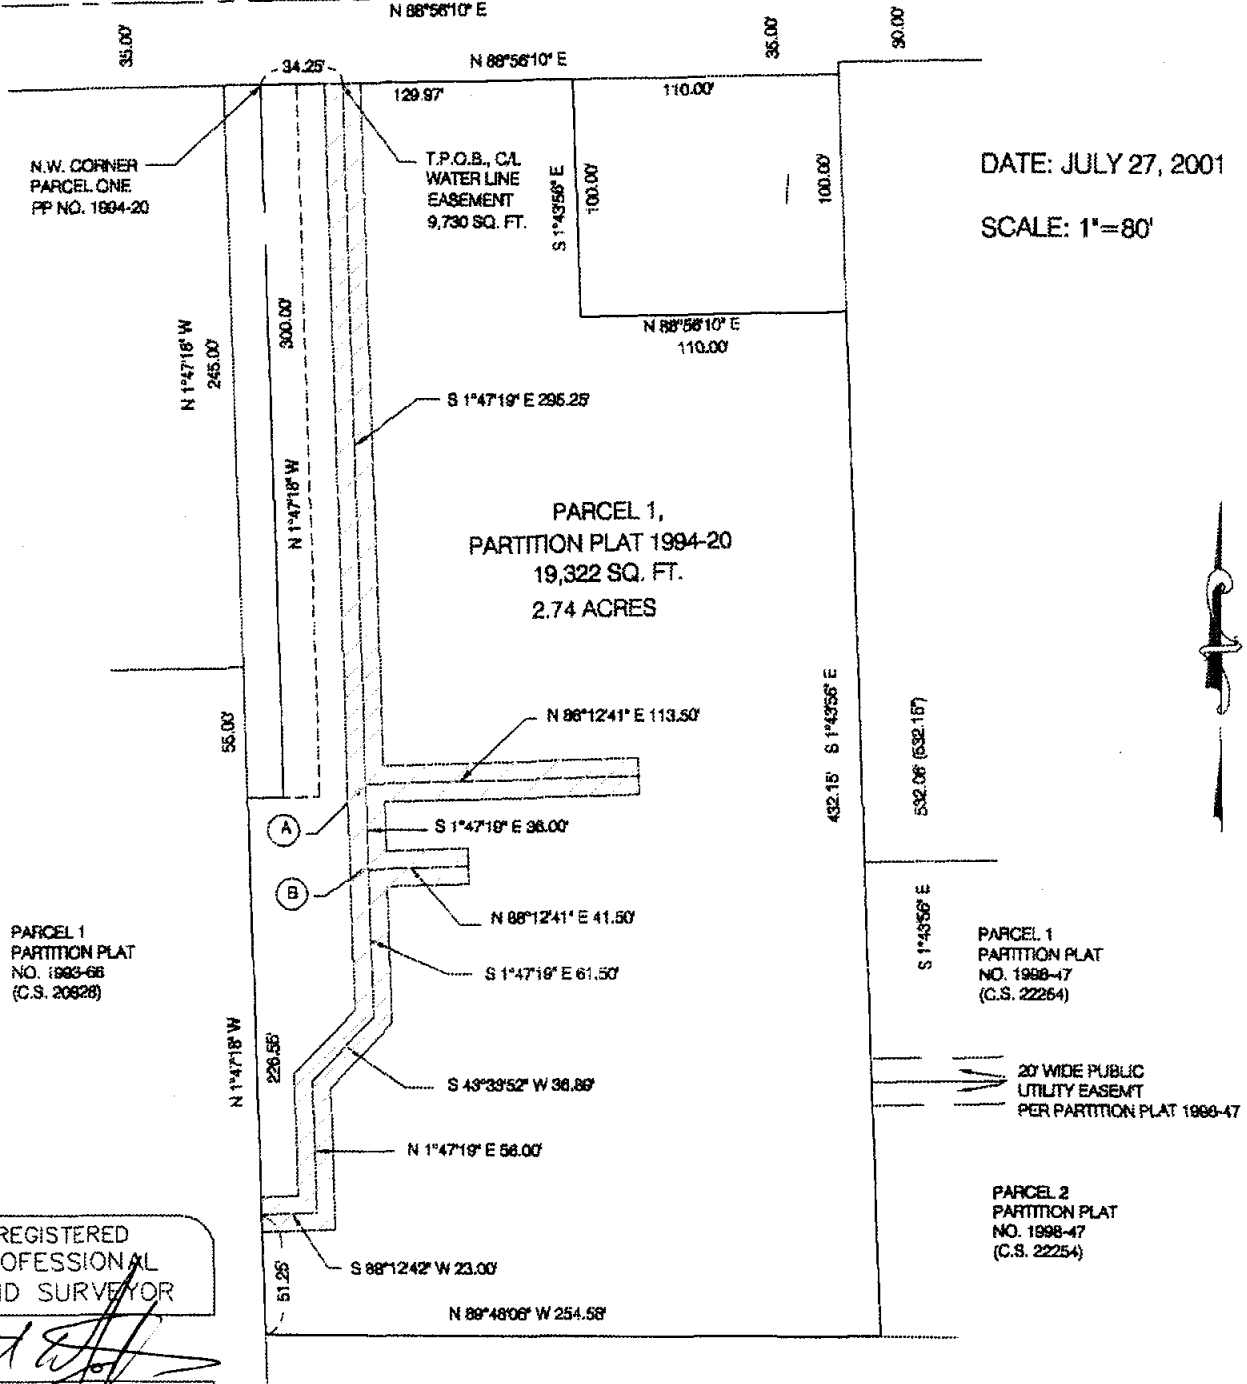 N 88°56'10" E
35.00'
35.00'
30.00'
34.25'
N 88°56'10" E
129.97'
110.00'
N.W. CORNER
PARCEL ONE
PP NO. 1994-20
T.P.O.B., C/L
WATER LINE
EASEMENT
9,730 SQ. FT.
S 1°43'56" E
100.00'
100.00'
DATE: JULY 27, 2001
SCALE: 1"=80'
N 88°56'10" E
110.00'
N 1°47'18" W
245.00'
300.00'
N 1°47'18" W
S 1°47'19" E 295.25'
PARCEL 1,
PARTITION PLAT 1994-20
19,322 SQ. FT.
2.74 ACRES
55.00'
N 86°12'41" E 113.50'
432.15' S 1°43'56" E
532.06' (532.15')
A
S 1°47'19" E 36.00'
B
N 88°12'41" E 41.50'
S 1°43'56" E
PARCEL 1
PARTITION PLAT
NO. 1993-66
(C.S. 20828)
S 1°47'19" E 61.50'
PARCEL 1
PARTITION PLAT
NO. 1998-47
(C.S. 22254)
N 1°47'18" W
226.55'
S 43°33'52" W 36.89'
20' WIDE PUBLIC
UTILITY EASEM'T
PER PARTITION PLAT 1998-47
N 1°47'19" E 56.00'
PARCEL 2
PARTITION PLAT
NO. 1998-47
(C.S. 22254)
REGISTERED
OFESSIONAL
ND SURVEYOR
51.25'
S 88°12'42" W 23.00'
N 89°48'06" W 254.58'